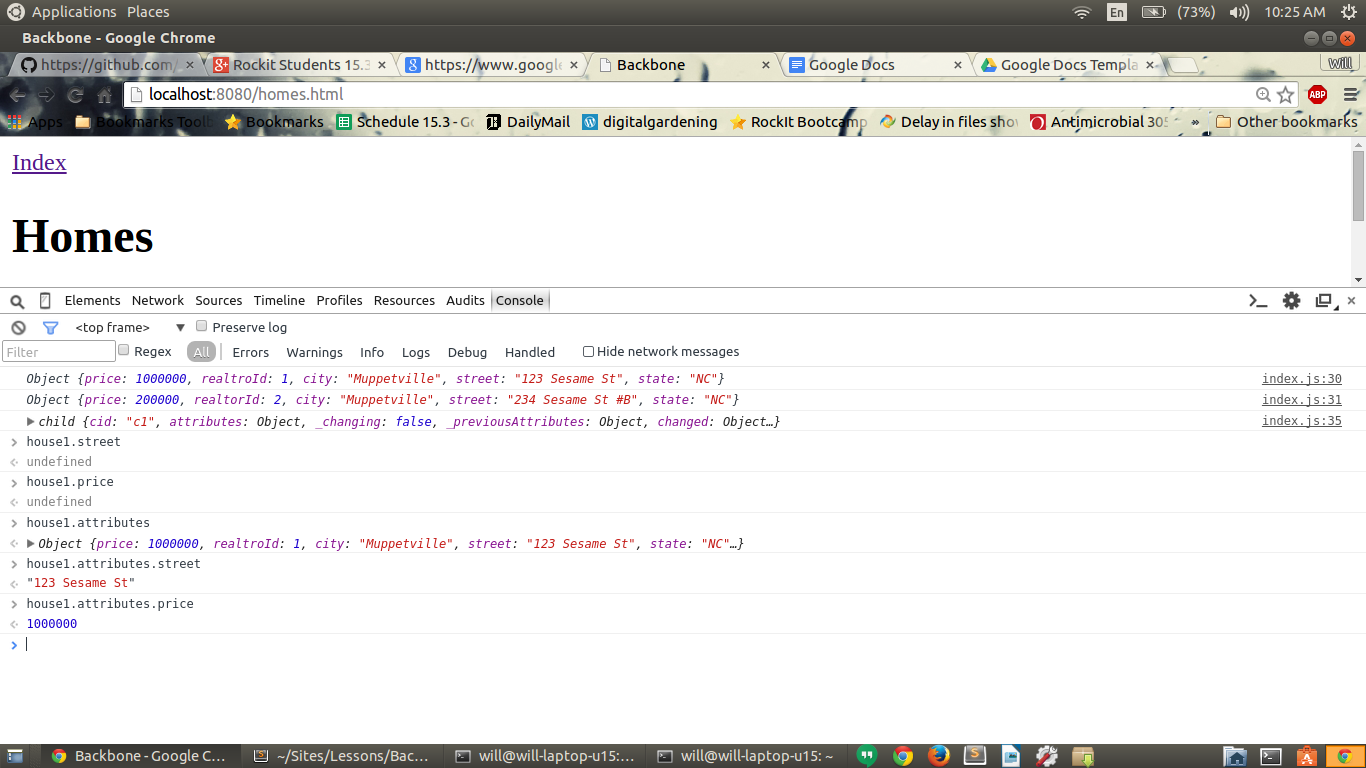 Applications Places En (73%) 10:25 AM
Backbone - Google Chrome
https://github.com/ Rockit Students 15.3 https://www.google Backbone Google Docs Google Docs Templa Will
localhost:8080/homes.html ABP
Apps Bookmarks Toolb Bookmarks Schedule 15.3 - Go DailyMail digitalgardening RockIt Bootcamp Delay in files sho Antimicrobial 305 » Other bookmarks
Index
Homes
Elements Network Sources Timeline Profiles Resources Audits Console
<top frame> ▼ Preserve log
Filter Regex All Errors Warnings Info Logs Debug Handled Hide network messages
Object {price: 1000000, realtroId: 1, city: "Muppetville", street: "123 Sesame St", state: "NC"} index.js:30
Object {price: 200000, realtorId: 2, city: "Muppetville", street: "234 Sesame St #B", state: "NC"} index.js:31
child {cid: "c1", attributes: Object, _changing: false, _previousAttributes: Object, changed: Object…} index.js:35
house1.street
undefined
house1.price
undefined
house1.attributes
Object {price: 1000000, realtroId: 1, city: "Muppetville", street: "123 Sesame St", state: "NC"…}
house1.attributes.street
"123 Sesame St"
house1.attributes.price
1000000
Backbone - Google C... ~/Sites/Lessons/Bac... will@will-laptop-u15:... will@will-laptop-u15: ~